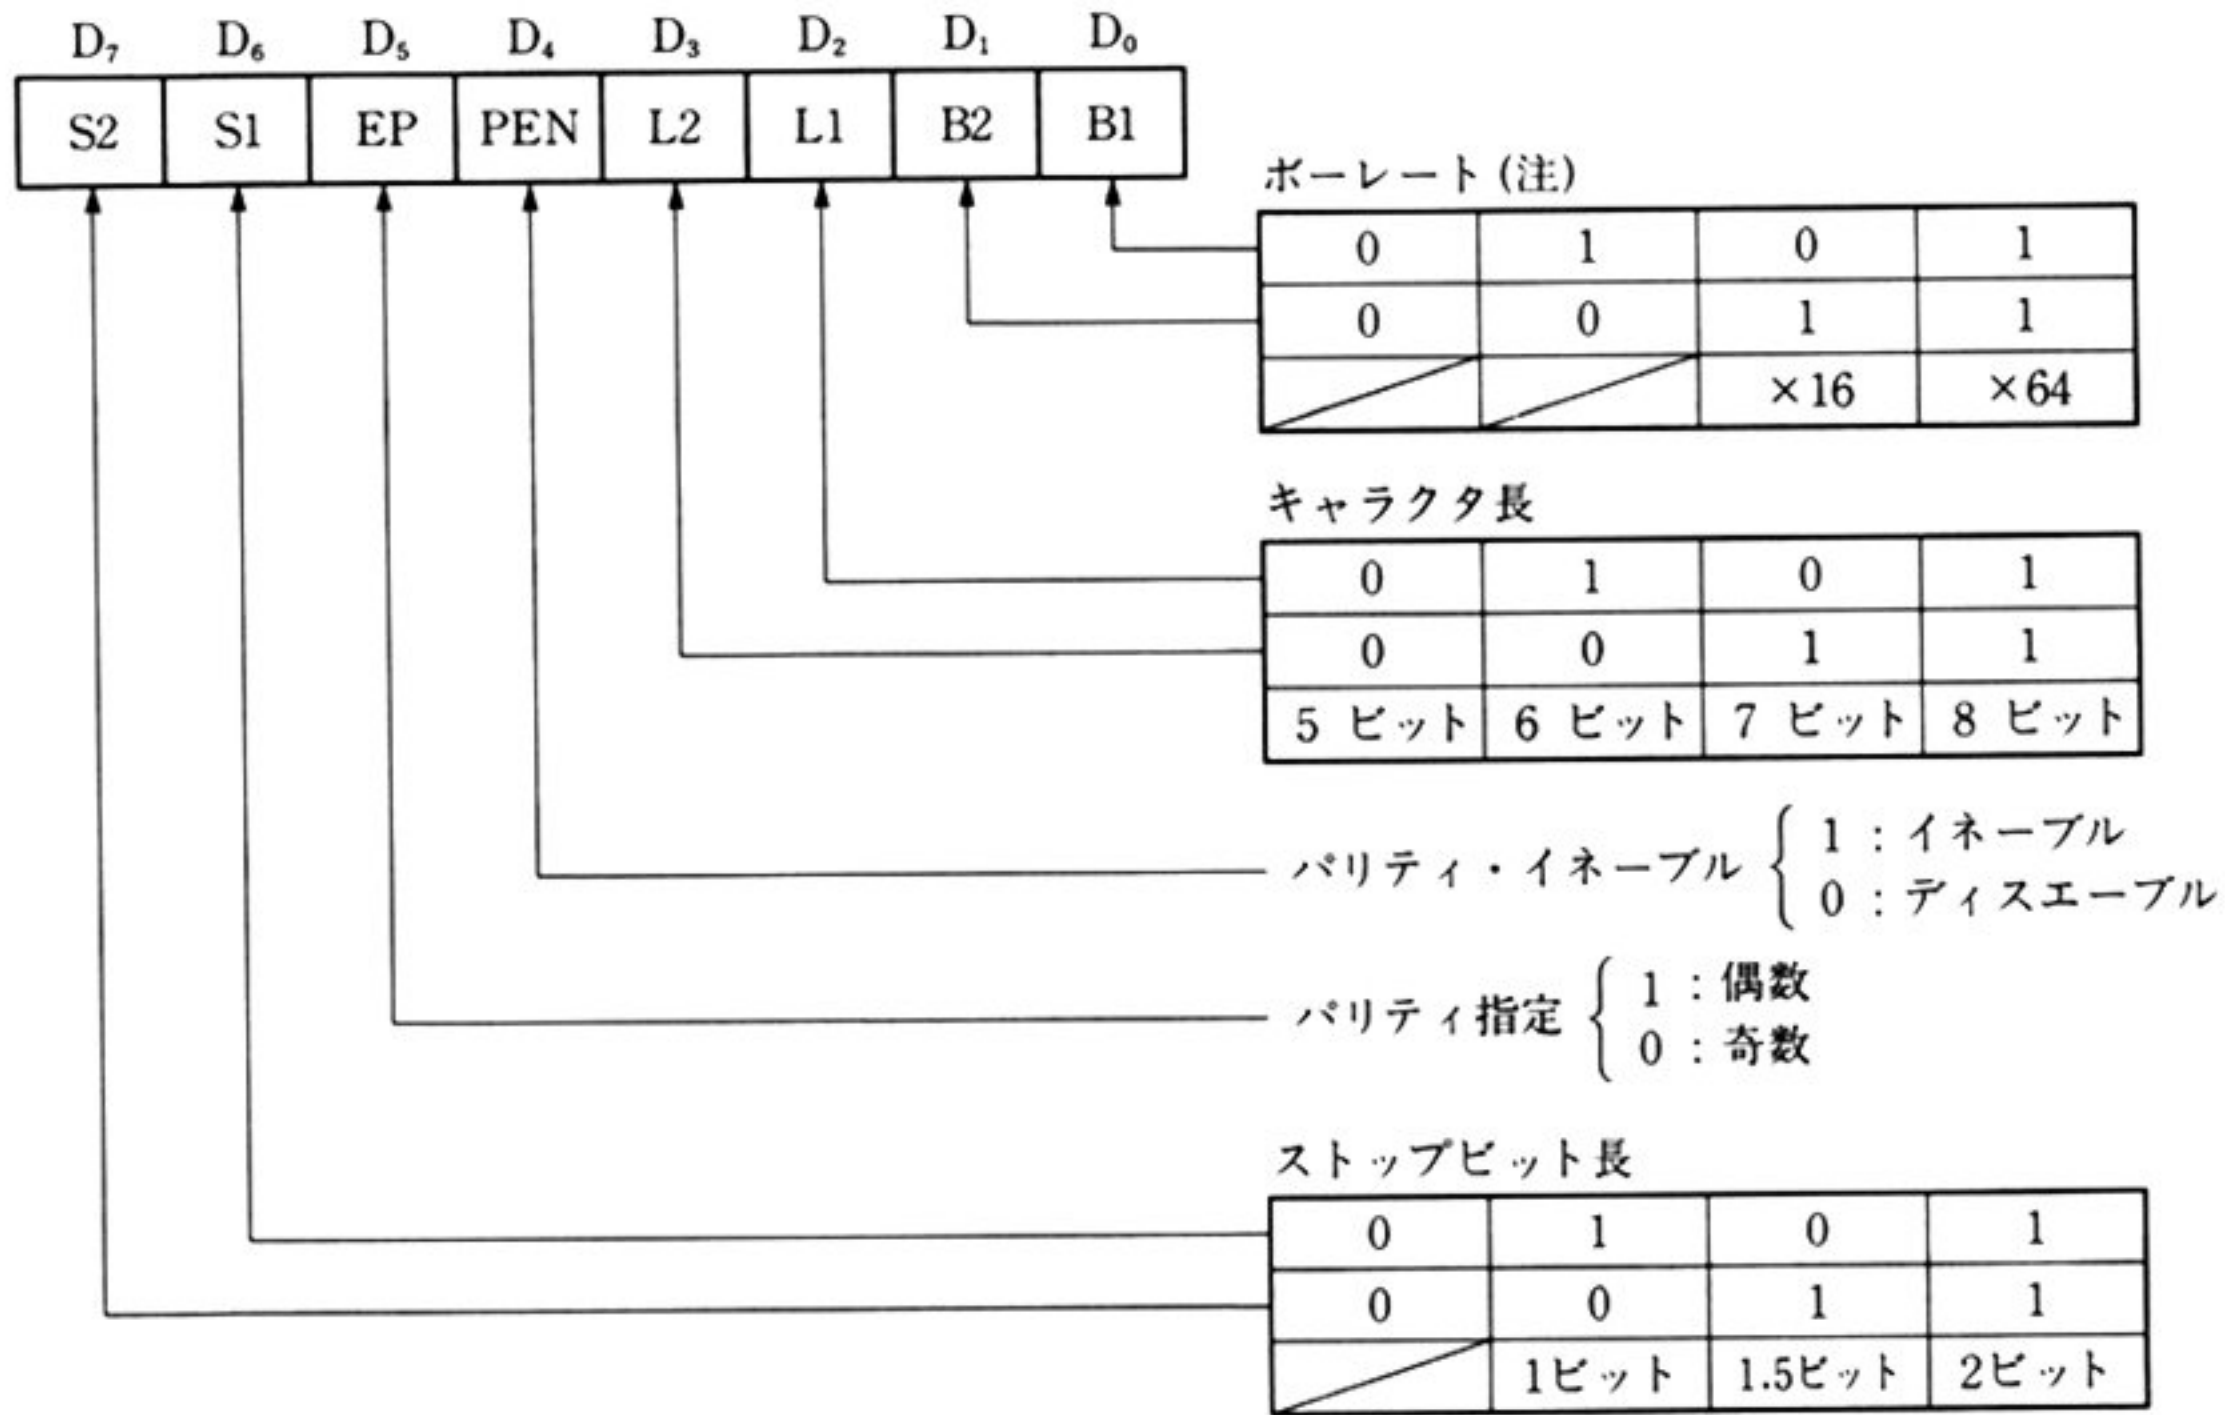 D₇ D₆ D₅ D₄ D₃ D₂ D₁ D₀
S2 S1 EP PEN L2 L1 B2 B1
ボーレート(注)
0 1 0 1
0 0 1 1
×16 ×64
キャラクタ長
0 1 0 1
0 0 1 1
5 ビット 6 ビット 7 ビット 8 ビット
パリティ・イネーブル
1 : イネーブル
0 : ディスエーブル
パリティ指定
1 : 偶数
0 : 奇数
ストップビット長
0 1 0 1
0 0 1 1
1ビット 1.5ビット 2ビット